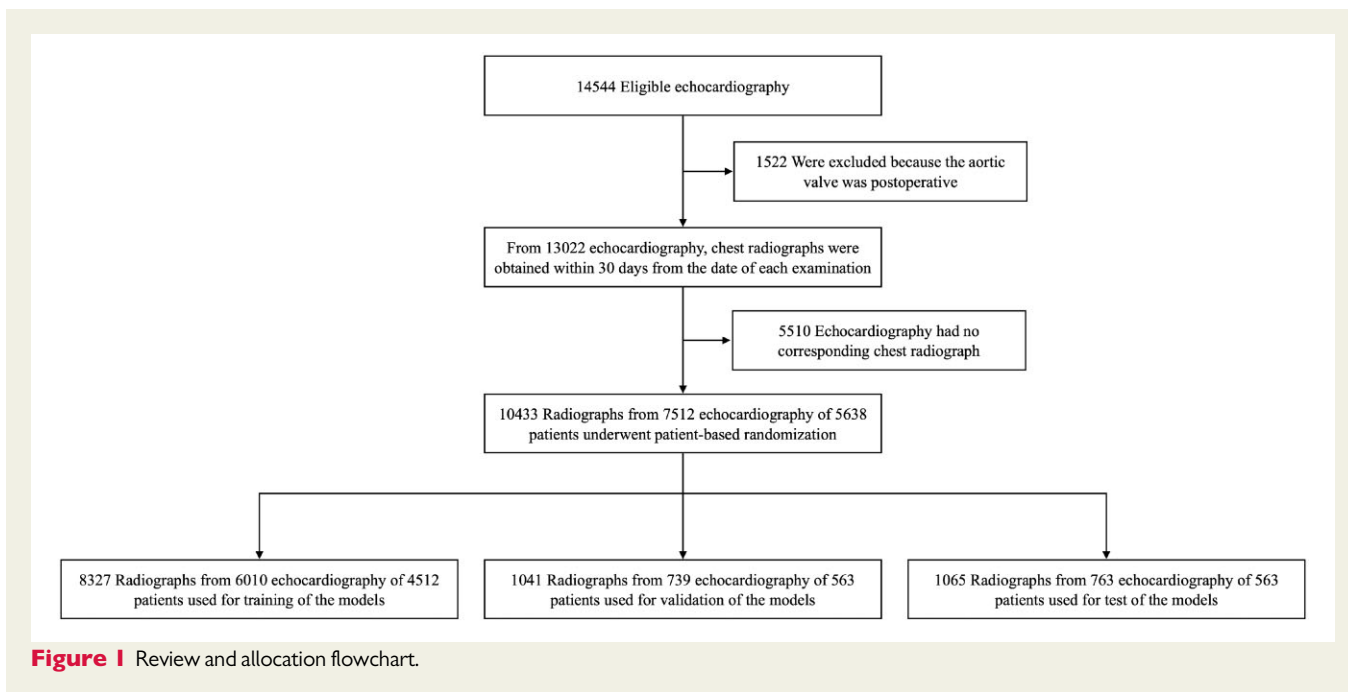 14544 Eligible echocardiography
1522 Were excluded because the aortic
valve was postoperative
From 13022 echocardiography, chest radiographs were
obtained within 30 days from the date of each examination
5510 Echocardiography had no
corresponding chest radiograph
10433 Radiographs from 7512 echocardiography of 5638
patients underwent patient-based randomization
8327 Radiographs from 6010 echocardiography of 4512
patients used for training of the models
1041 Radiographs from 739 echocardiography of 563
patients used for validation of the models
1065 Radiographs from 763 echocardiography of 563
patients used for test of the models
Figure 1 Review and allocation flowchart.